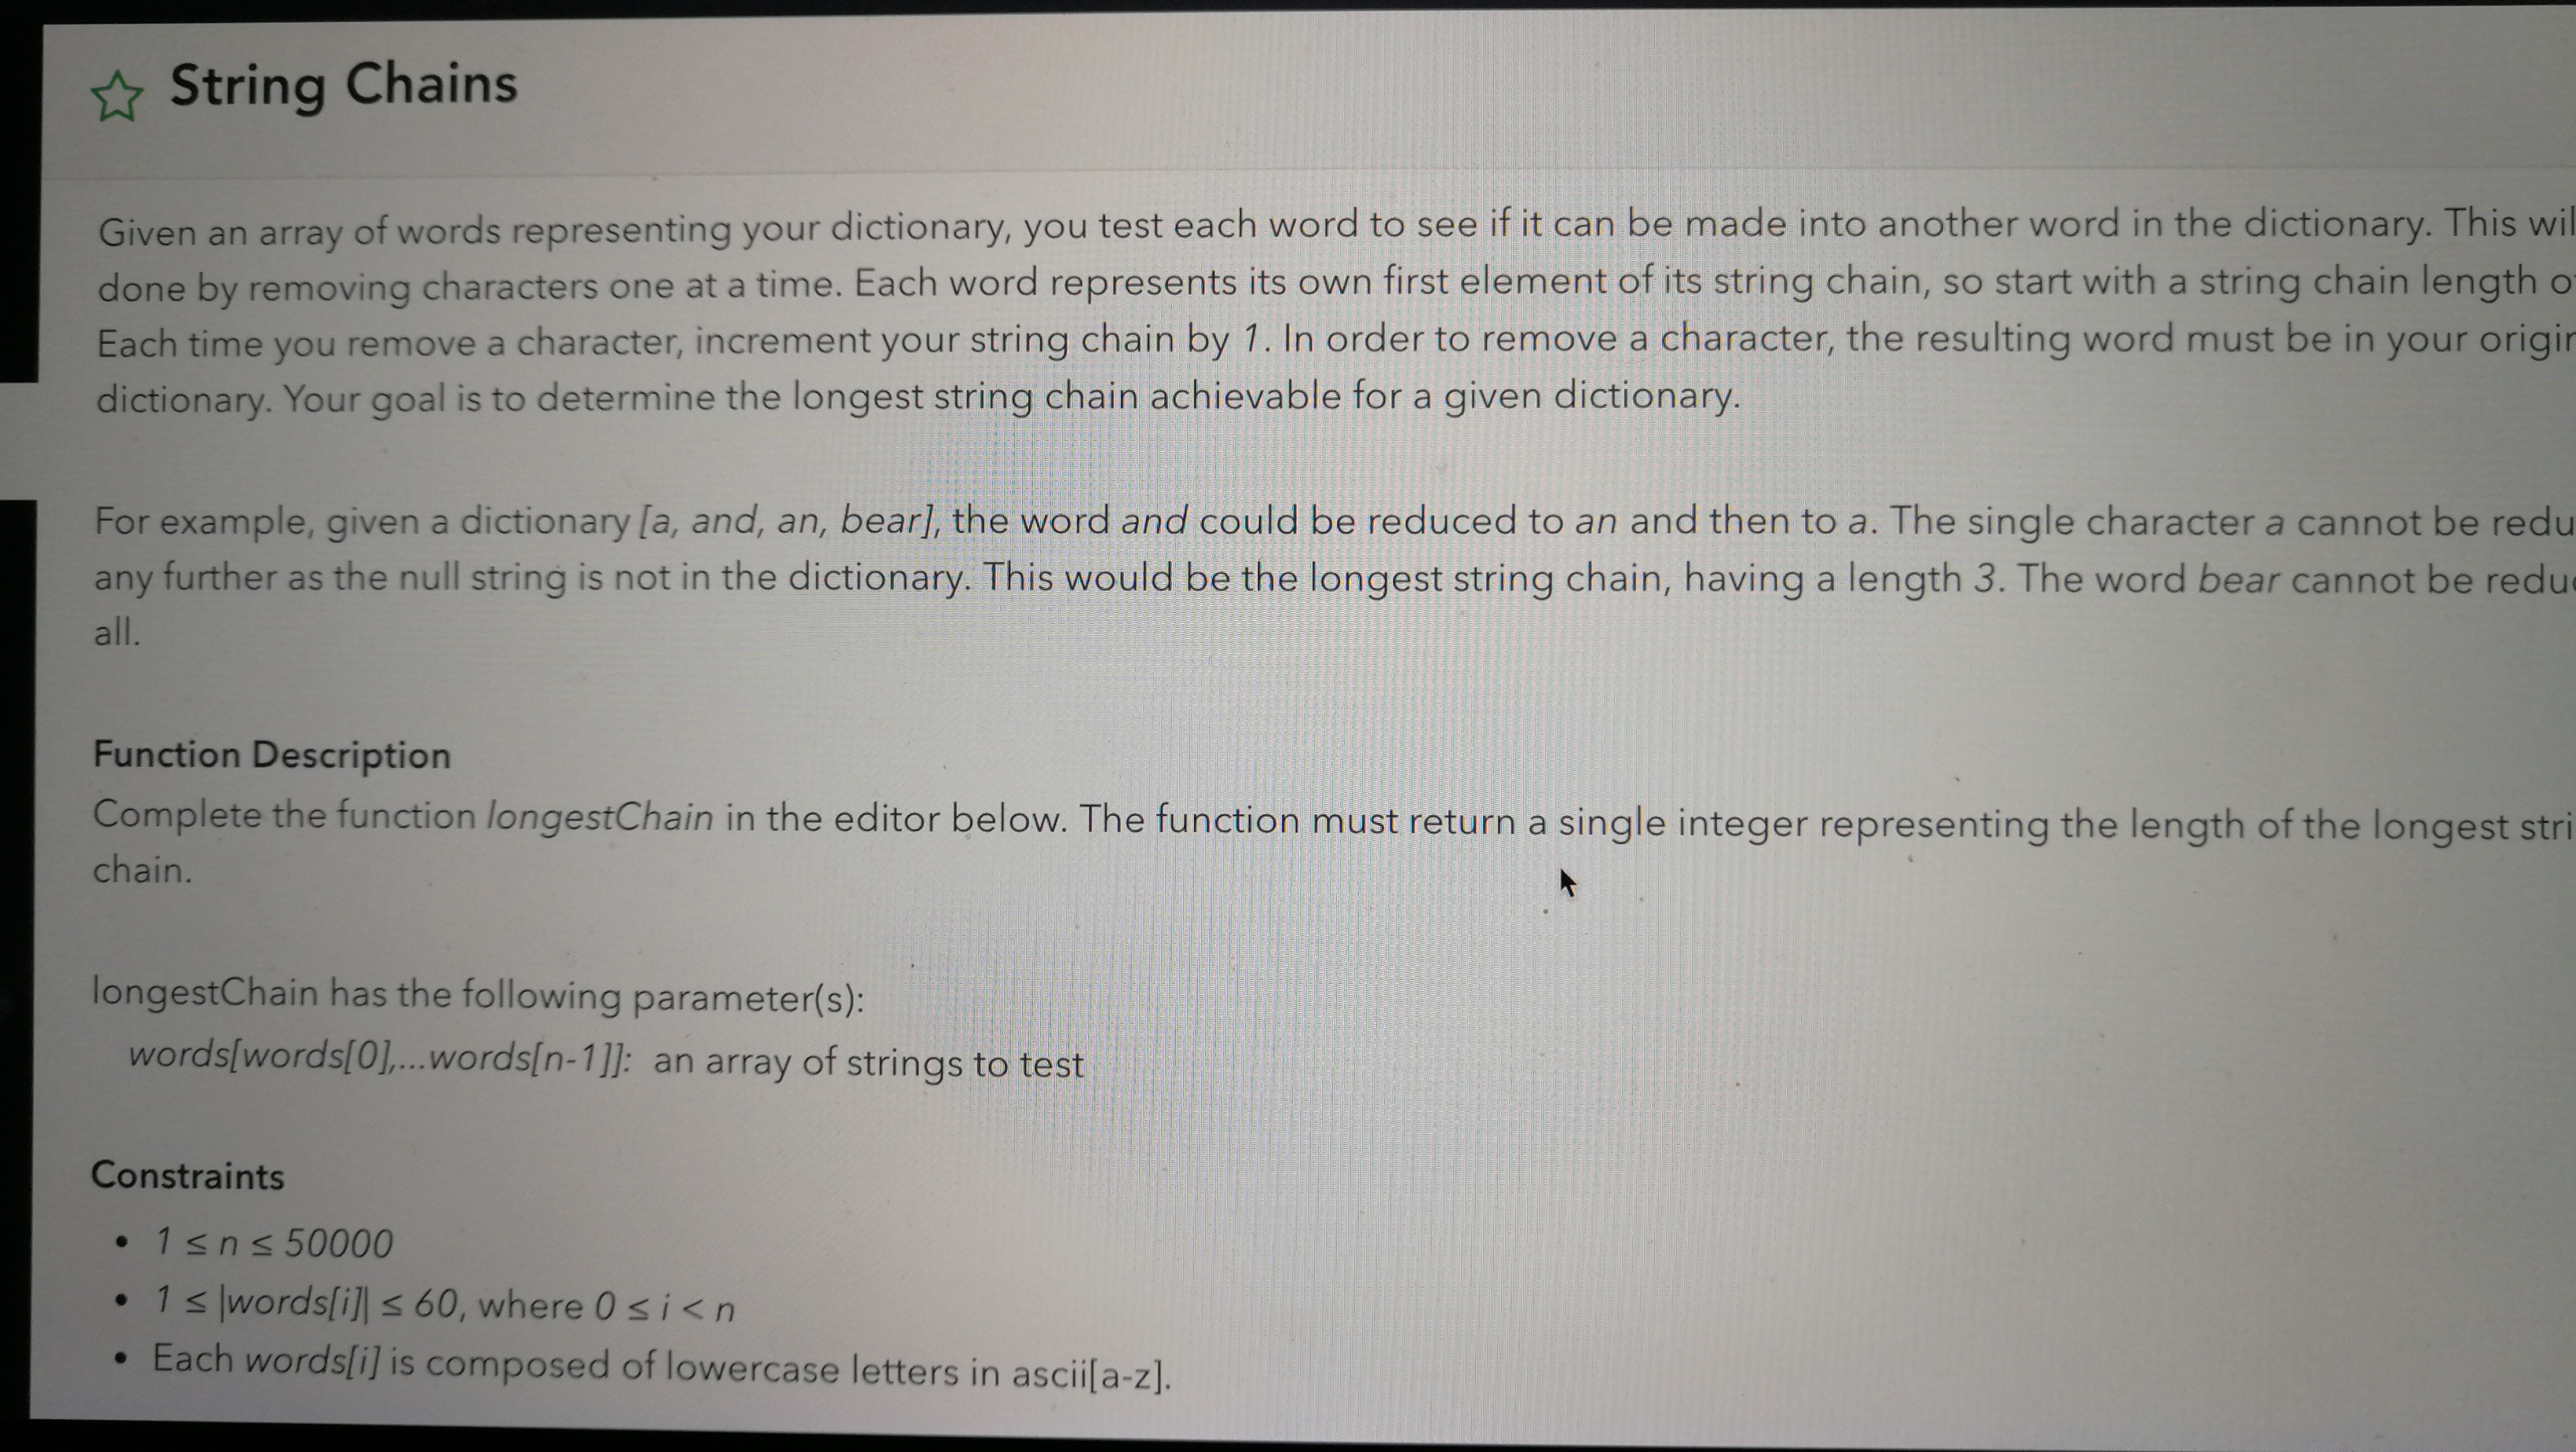 String Chains
Given an array of words representing your dictionary, you test each word to see if it can be made into another word in the dictionary. This
done by removing characters one at a time. Each word represents its own first element of its string chain, so start with a string chain length
Each time you remove a character, increment your string chain by 1. In order to remove a character, the resulting word must be in your
dictionary. Your goal is to determine the longest string chain achievable for a given dictionary.
For example, given a dictionary [a, and, an, bear], the word and could be reduced to an and then to a. The single character a cannot be
any further as the null string is not in the dictionary. This would be the longest string chain, having a length 3. The word bear cannot be
all.
Function Description
Complete the function longestChain in the editor below. The function must return a single integer representing the length of the longest
chain.
longestChain has the following parameter(s):
words[words[0],...words[n-1]]: an array of strings to test
Constraints
• 1 ≤ n ≤ 50000
• 1 ≤ |words[i]| ≤ 60, where 0 ≤ i < n
• Each words[i] is composed of lowercase letters in ascii[a-z].